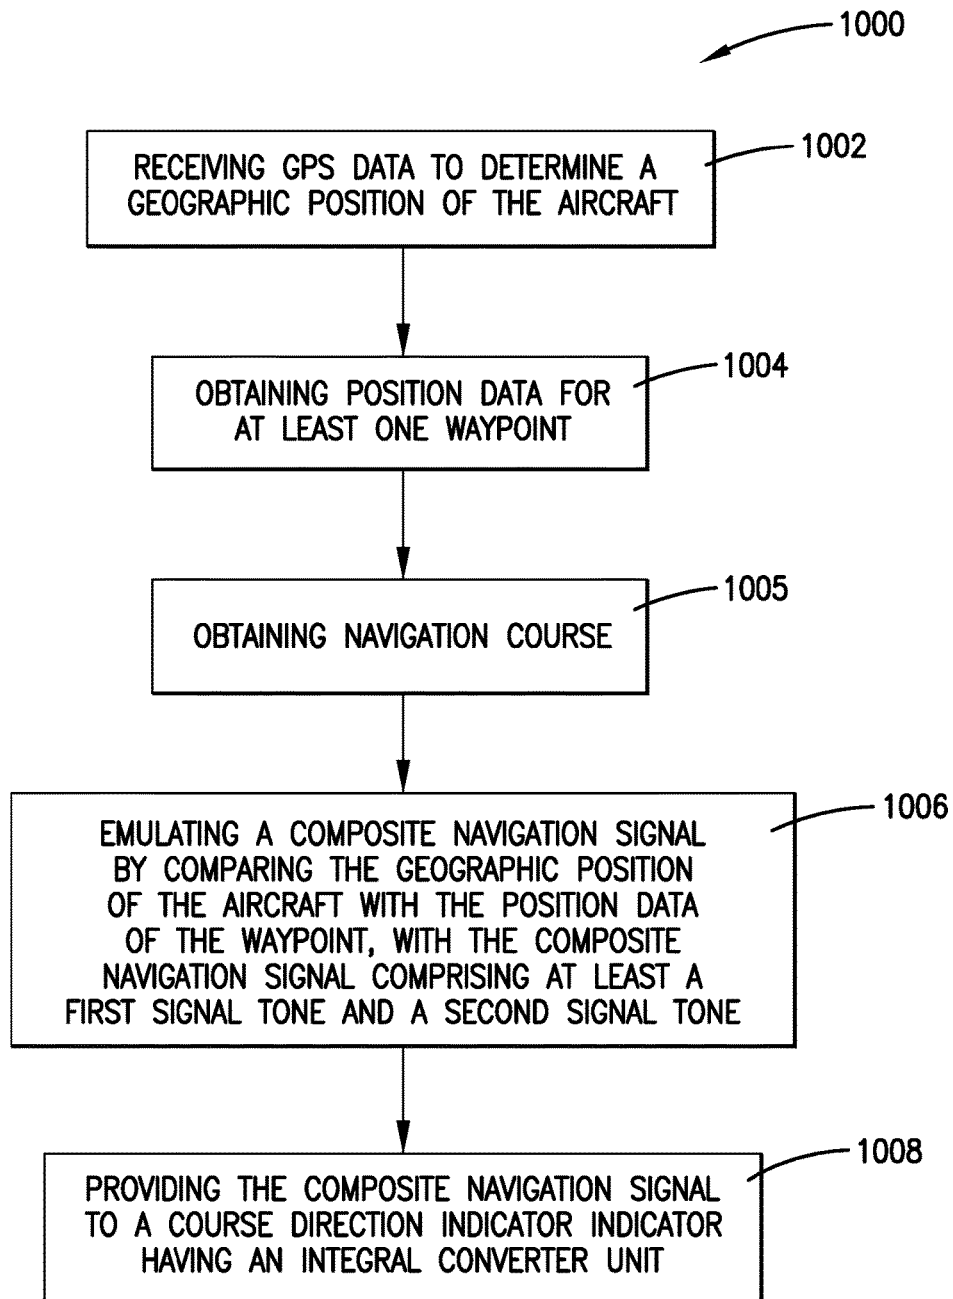 1000
1002
RECEIVING GPS DATA TO DETERMINE A
GEOGRAPHIC POSITION OF THE AIRCRAFT
1004
OBTAINING POSITION DATA FOR
AT LEAST ONE WAYPOINT
1005
OBTAINING NAVIGATION COURSE
1006
EMULATING A COMPOSITE NAVIGATION SIGNAL
BY COMPARING THE GEOGRAPHIC POSITION
OF THE AIRCRAFT WITH THE POSITION DATA
OF THE WAYPOINT, WITH THE COMPOSITE
NAVIGATION SIGNAL COMPRISING AT LEAST A
FIRST SIGNAL TONE AND A SECOND SIGNAL TONE
1008
PROVIDING THE COMPOSITE NAVIGATION SIGNAL
TO A COURSE DIRECTION INDICATOR INDICATOR
HAVING AN INTEGRAL CONVERTER UNIT